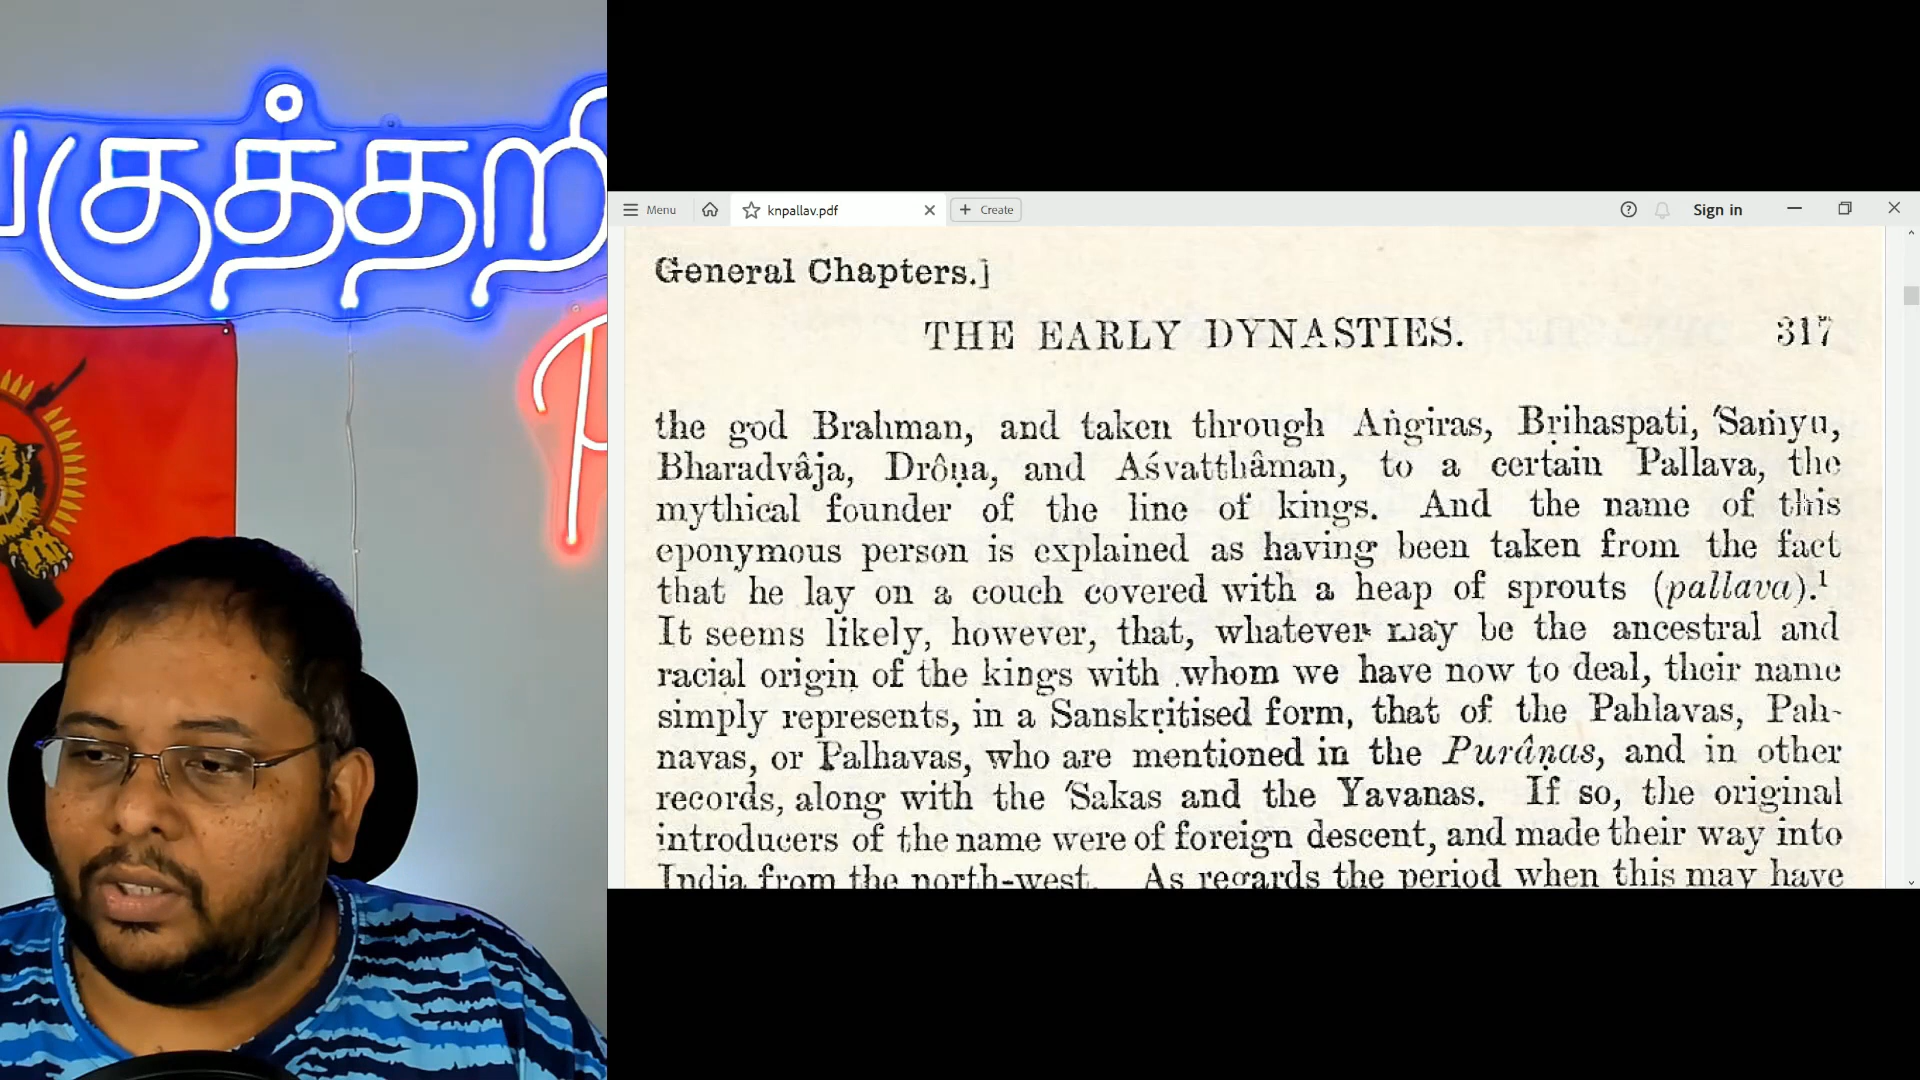 குத்தறி
Menu
knpallav.pdf
Create
Sign in
General Chapters.]
THE EARLY DYNASTIES. 317
the god Brahman, and taken through Aṅgiras, Bṛihaspati, 'Saṁyu,
Bharadvâja, Drôṇa, and Aśvatthâman, to a certain Pallava, the
mythical founder of the line of kings. And the name of this
eponymous person is explained as having been taken from the fact
that he lay on a couch covered with a heap of sprouts (pallava).¹
It seems likely, however, that, whatever may be the ancestral and
racial origin of the kings with whom we have now to deal, their name
simply represents, in a Sanskṛitised form, that of the Pahlavas, Pah-
navas, or Palhavas, who are mentioned in the Purâṇas, and in other
records, along with the 'Sakas and the Yavanas. If so, the original
introducers of the name were of foreign descent, and made their way into
India from the north-west. As regards the period when this may have